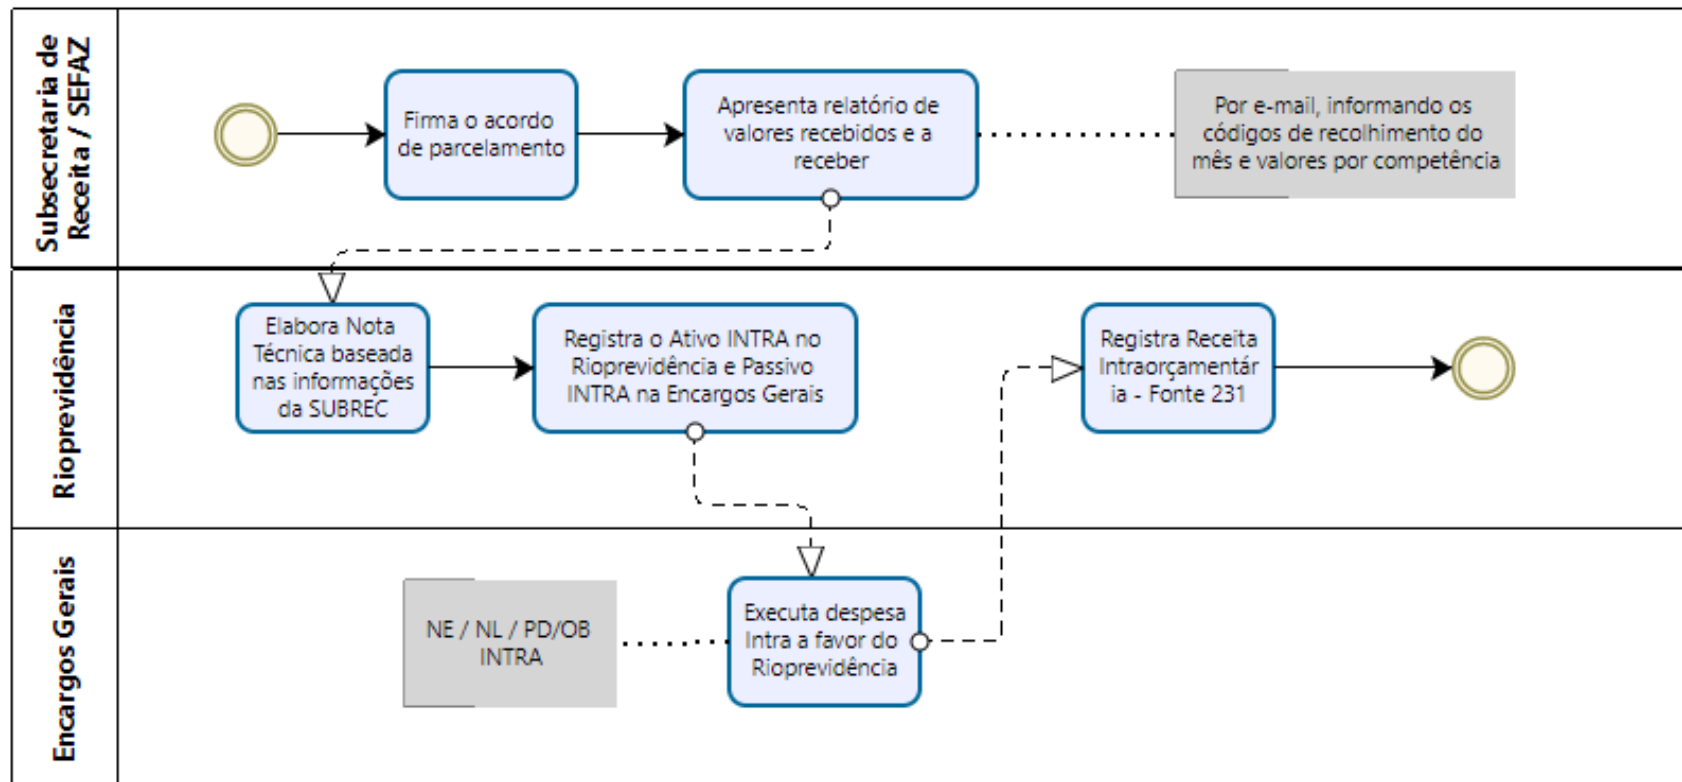 Subsecretaria de
Receita / SEFAZ
Firma o acordo
de parcelamento
Apresenta relatório de
valores recebidos e a
receber
Por e-mail, informando os
códigos de recolhimento do
mês e valores por competência
Rioprevidência
Elabora Nota
Técnica baseada
nas informações
da SUBREC
Registra o Ativo INTRA no
Rioprevidência e Passivo
INTRA na Encargos Gerais
Registra Receita
Intraorçamentár
ia - Fonte 231
Encargos Gerais
NE / NL / PD/OB
INTRA
Executa despesa
Intra a favor do
Rioprevidência